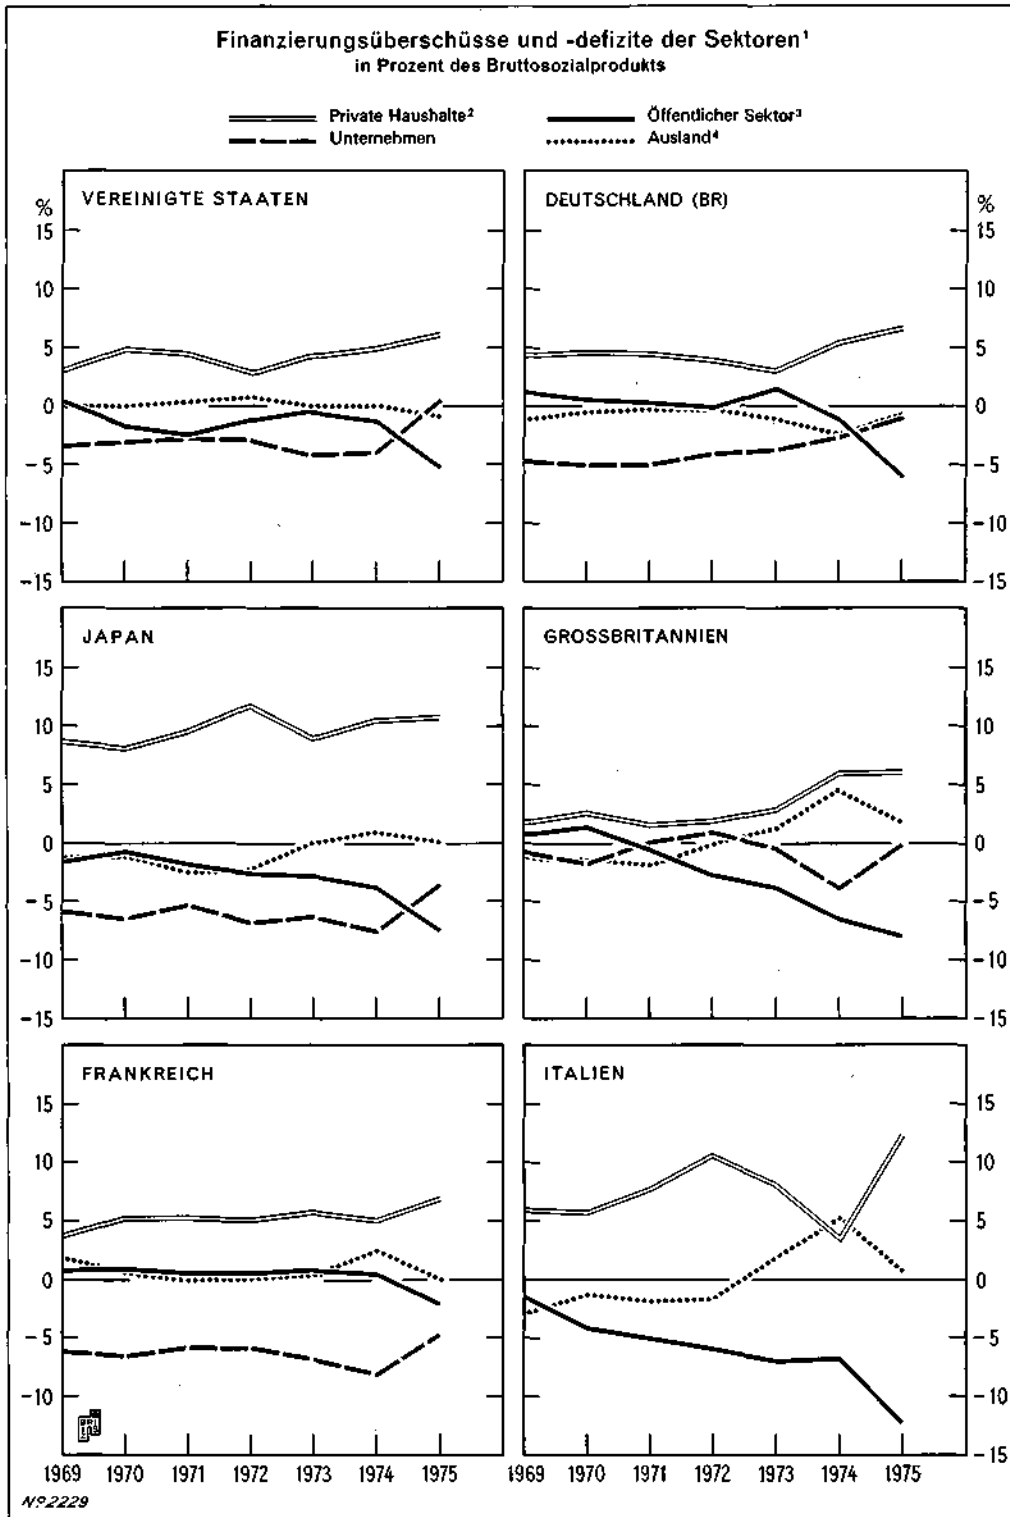 Finanzierungsüberschüsse und -defizite der Sektoren¹
in Prozent des Bruttosozialprodukts
Private Haushalte² Öffentlicher Sektor³
Unternehmen Ausland⁴
VEREINIGTE STAATEN DEUTSCHLAND (BR)
% %
15 15
10 10
5 5
0 0
-5 -5
-10 -10
-15 -15
JAPAN GROSSBRITANNIEN
15 15
10 10
5 5
0 0
-5 -5
-10 -10
-15 -15
FRANKREICH ITALIEN
15 15
10 10
5 5
0 0
-5 -5
-10 -10
-15
1969 1970 1971 1972 1973 1974 1975 1969 1970 1971 1972 1973 1974 1975
Nº 2229